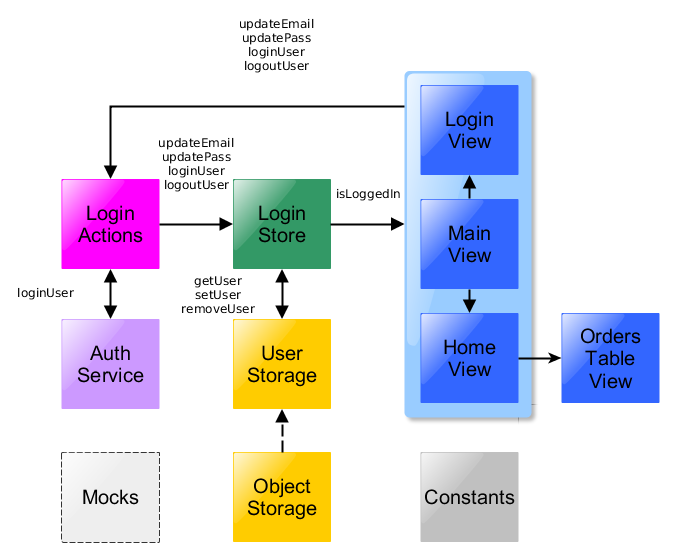 updateEmail
updatePass
loginUser
logoutUser
Login
View
updateEmail
updatePass
loginUser
logoutUser
Login
Actions
Login
Store
isLoggedIn
Main
View
loginUser
getUser
setUser
removeUser
Auth
Service
User
Storage
Home
View
Orders
Table
View
Mocks
Object
Storage
Constants